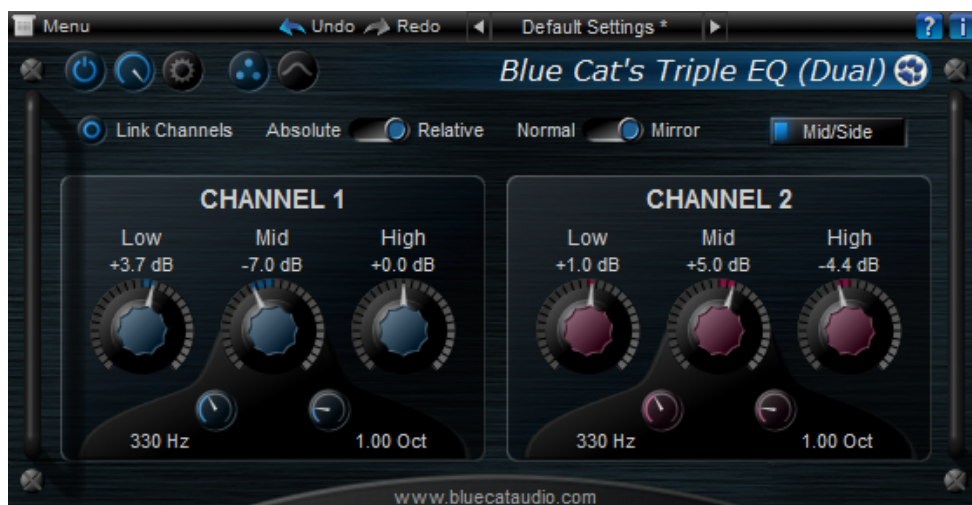 Menu Undo Redo Default Settings * ? i
Blue Cat's Triple EQ (Dual)
Link Channels Absolute Relative Normal Mirror Mid/Side
CHANNEL 1
Low Mid High
+3.7 dB -7.0 dB +0.0 dB
330 Hz 1.00 Oct
CHANNEL 2
Low Mid High
+1.0 dB +5.0 dB -4.4 dB
330 Hz 1.00 Oct
www.bluecataudio.com